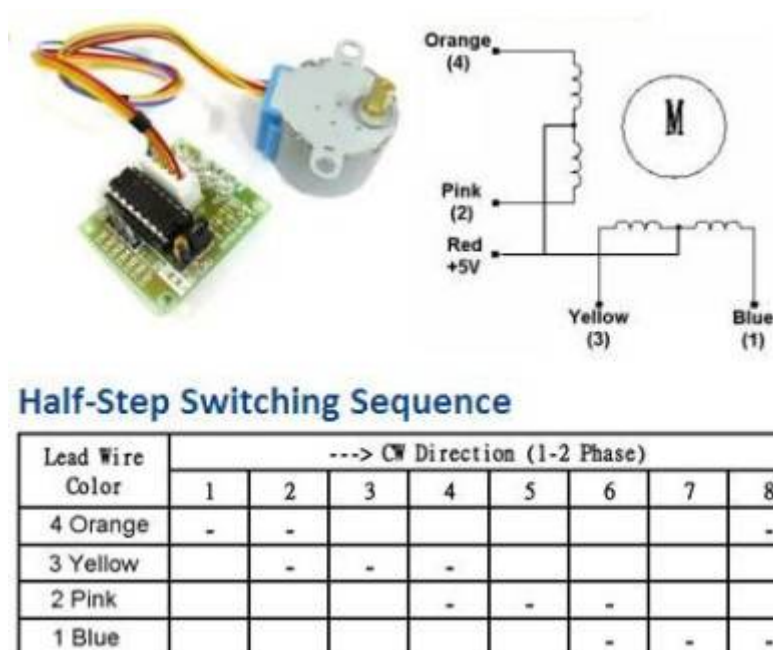 Orange
(4)
M
Pink
(2)
Red
+5V
Yellow
(3)
Blue
(1)
Half-Step Switching Sequence
Lead Wire Color
---> CW Direction (1-2 Phase)
1 2 3 4 5 6 7 8
4 Orange - - -
3 Yellow - - -
2 Pink - - -
1 Blue - - -